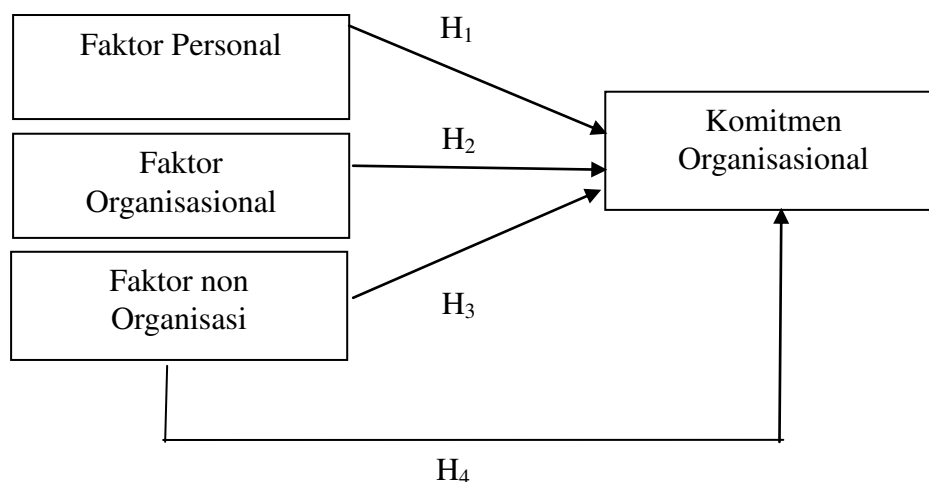 Faktor Personal
H₁
Komitmen
Organisasional
Faktor
Organisasional
H₂
Faktor non
Organisasi
H₃
H₄